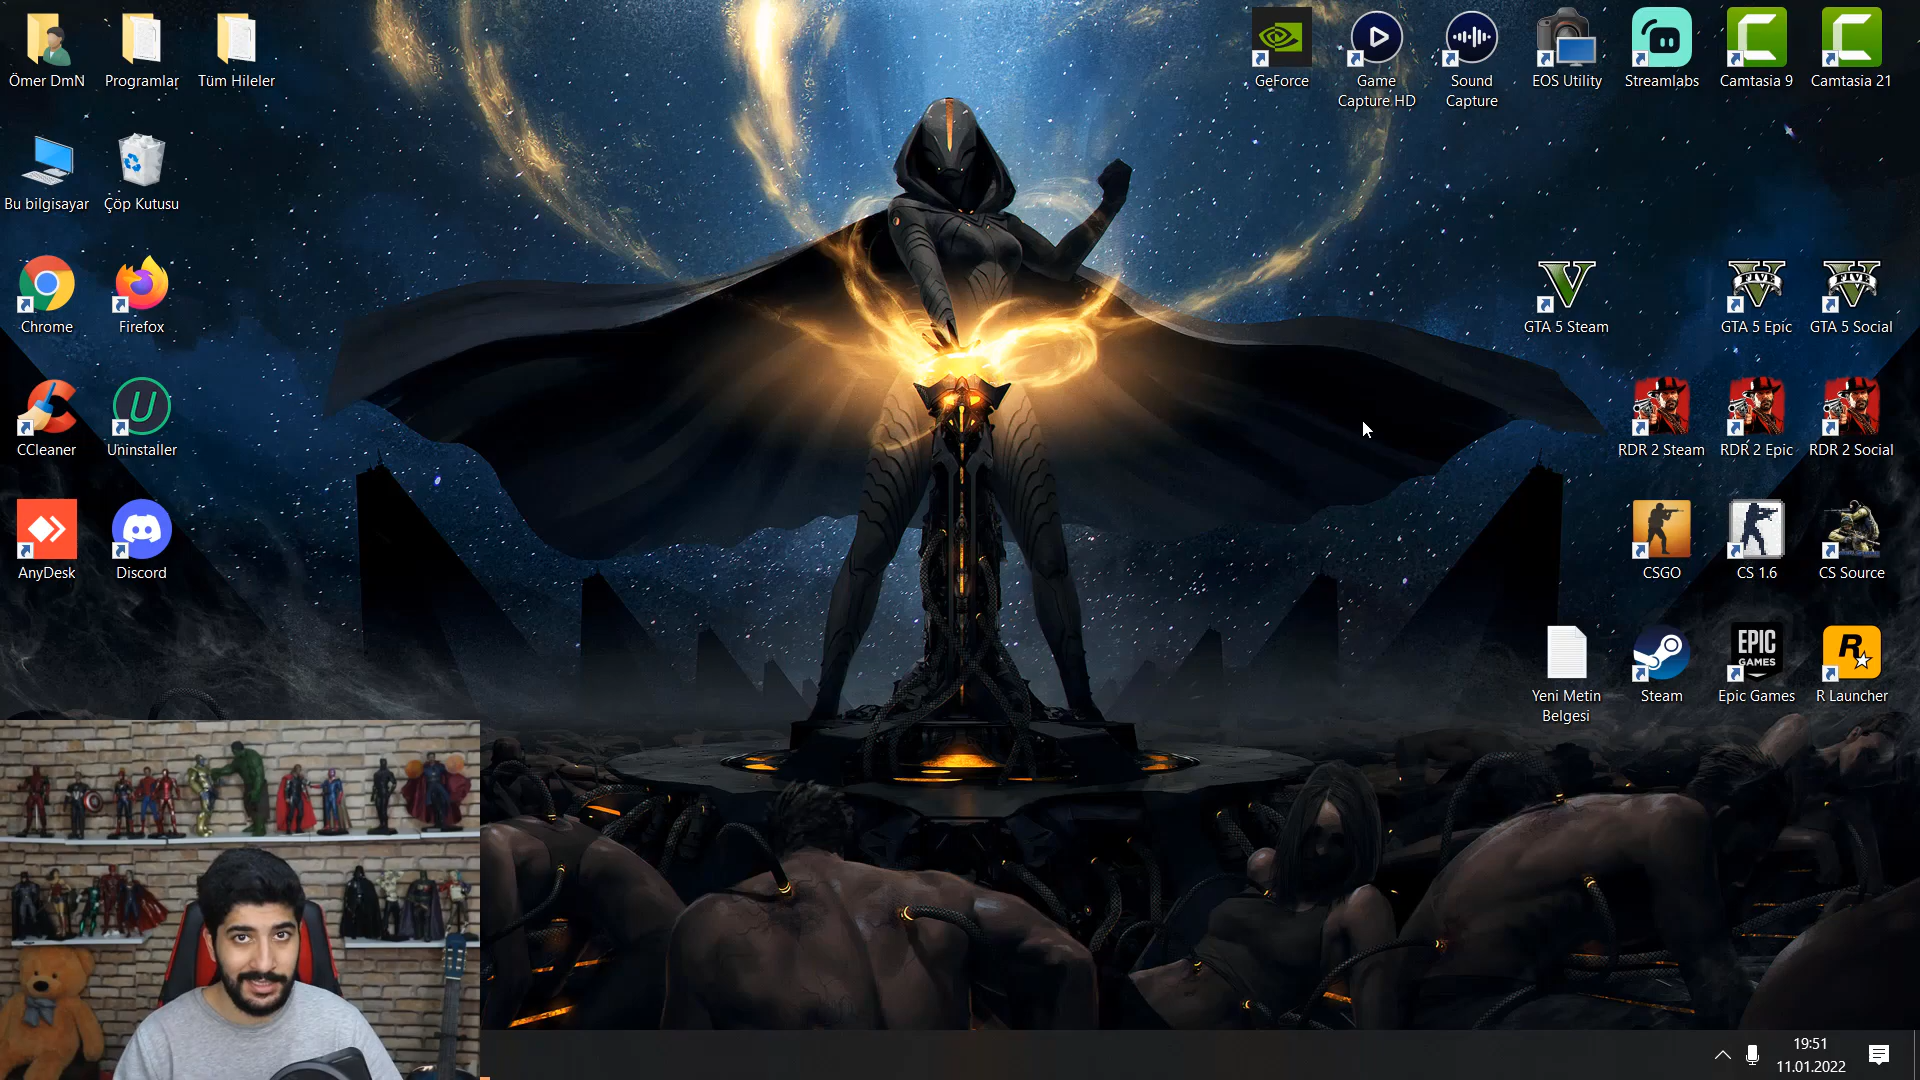 Ömer DmN
Programlar
Tüm Hileler
GeForce
Game
Capture HD
Sound
Capture
EOS Utility
Streamlabs
Camtasia 9
Camtasia 21
Bu bilgisayar
Çöp Kutusu
Chrome
Firefox
GTA 5 Steam
FIVE
GTA 5 Epic
FIVE
GTA 5 Social
CCleaner
Uninstaller
RDR 2 Steam
RDR 2 Epic
RDR 2 Social
AnyDesk
Discord
CSGO
CS 1.6
CS Source
EPIC
GAMES
Yeni Metin
Belgesi
Steam
Epic Games
R Launcher
19:51
11.01.2022